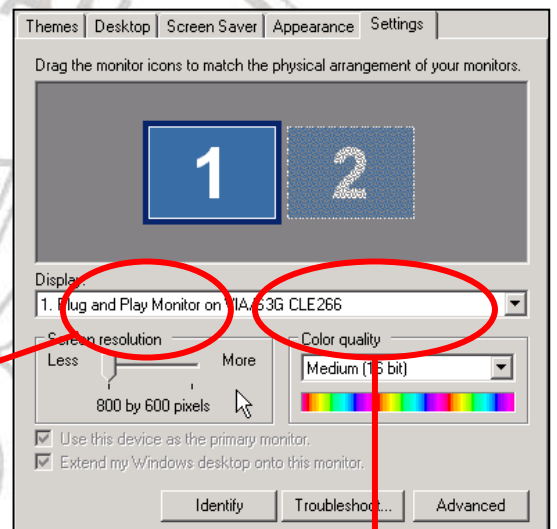 Themes Desktop Screen Saver Appearance Settings
Drag the monitor icons to match the physical arrangement of your monitors.
1 2
Display:
1. Plug and Play Monitor on VIA/S3G CLE266
Screen resolution Color quality
Less More Medium (16 bit)
800 by 600 pixels
Use this device as the primary monitor.
Extend my Windows desktop onto this monitor.
Identify Troubleshoot... Advanced